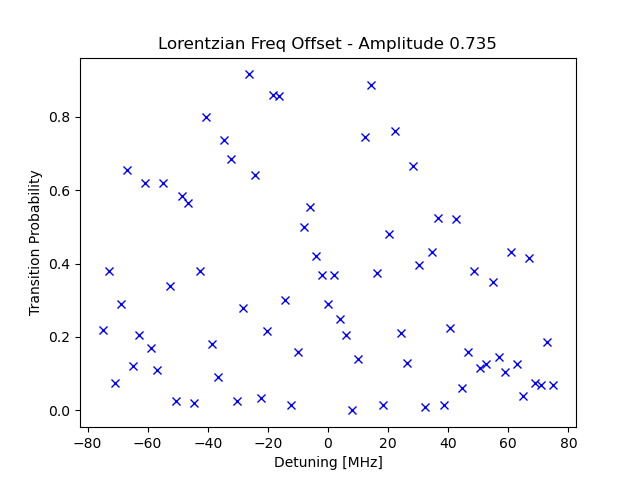 Lorentzian Freq Offset - Amplitude 0.735
Transition Probability
0.8
0.6
0.4
0.2
0.0
−80 −60 −40 −20 0 20 40 60 80
Detuning [MHz]